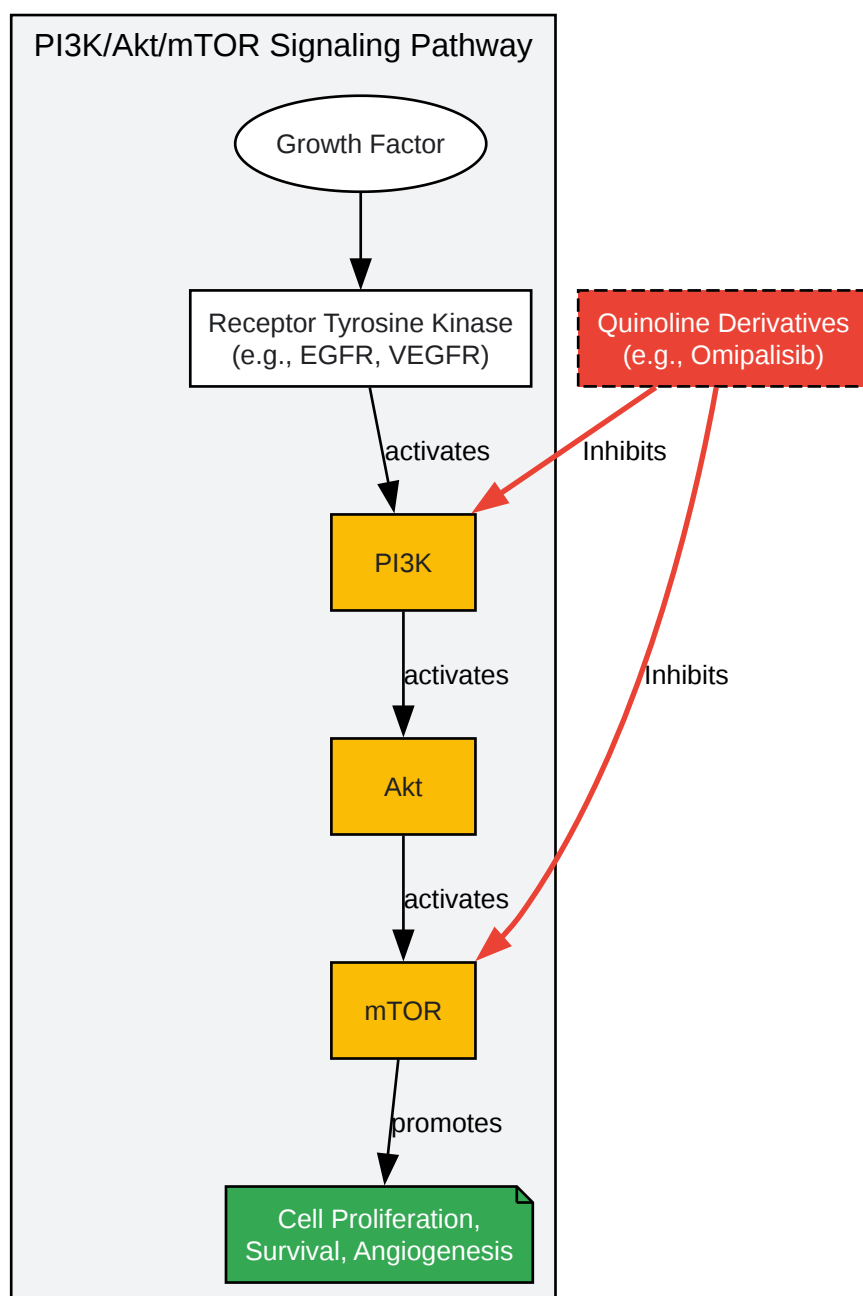 PI3K/Akt/mTOR Signaling Pathway
Growth Factor
Receptor Tyrosine Kinase
(e.g., EGFR, VEGFR)
Quinoline Derivatives
(e.g., Omipalisib)
activates
Inhibits
PI3K
activates
Inhibits
Akt
activates
mTOR
promotes
Cell Proliferation,
Survival, Angiogenesis